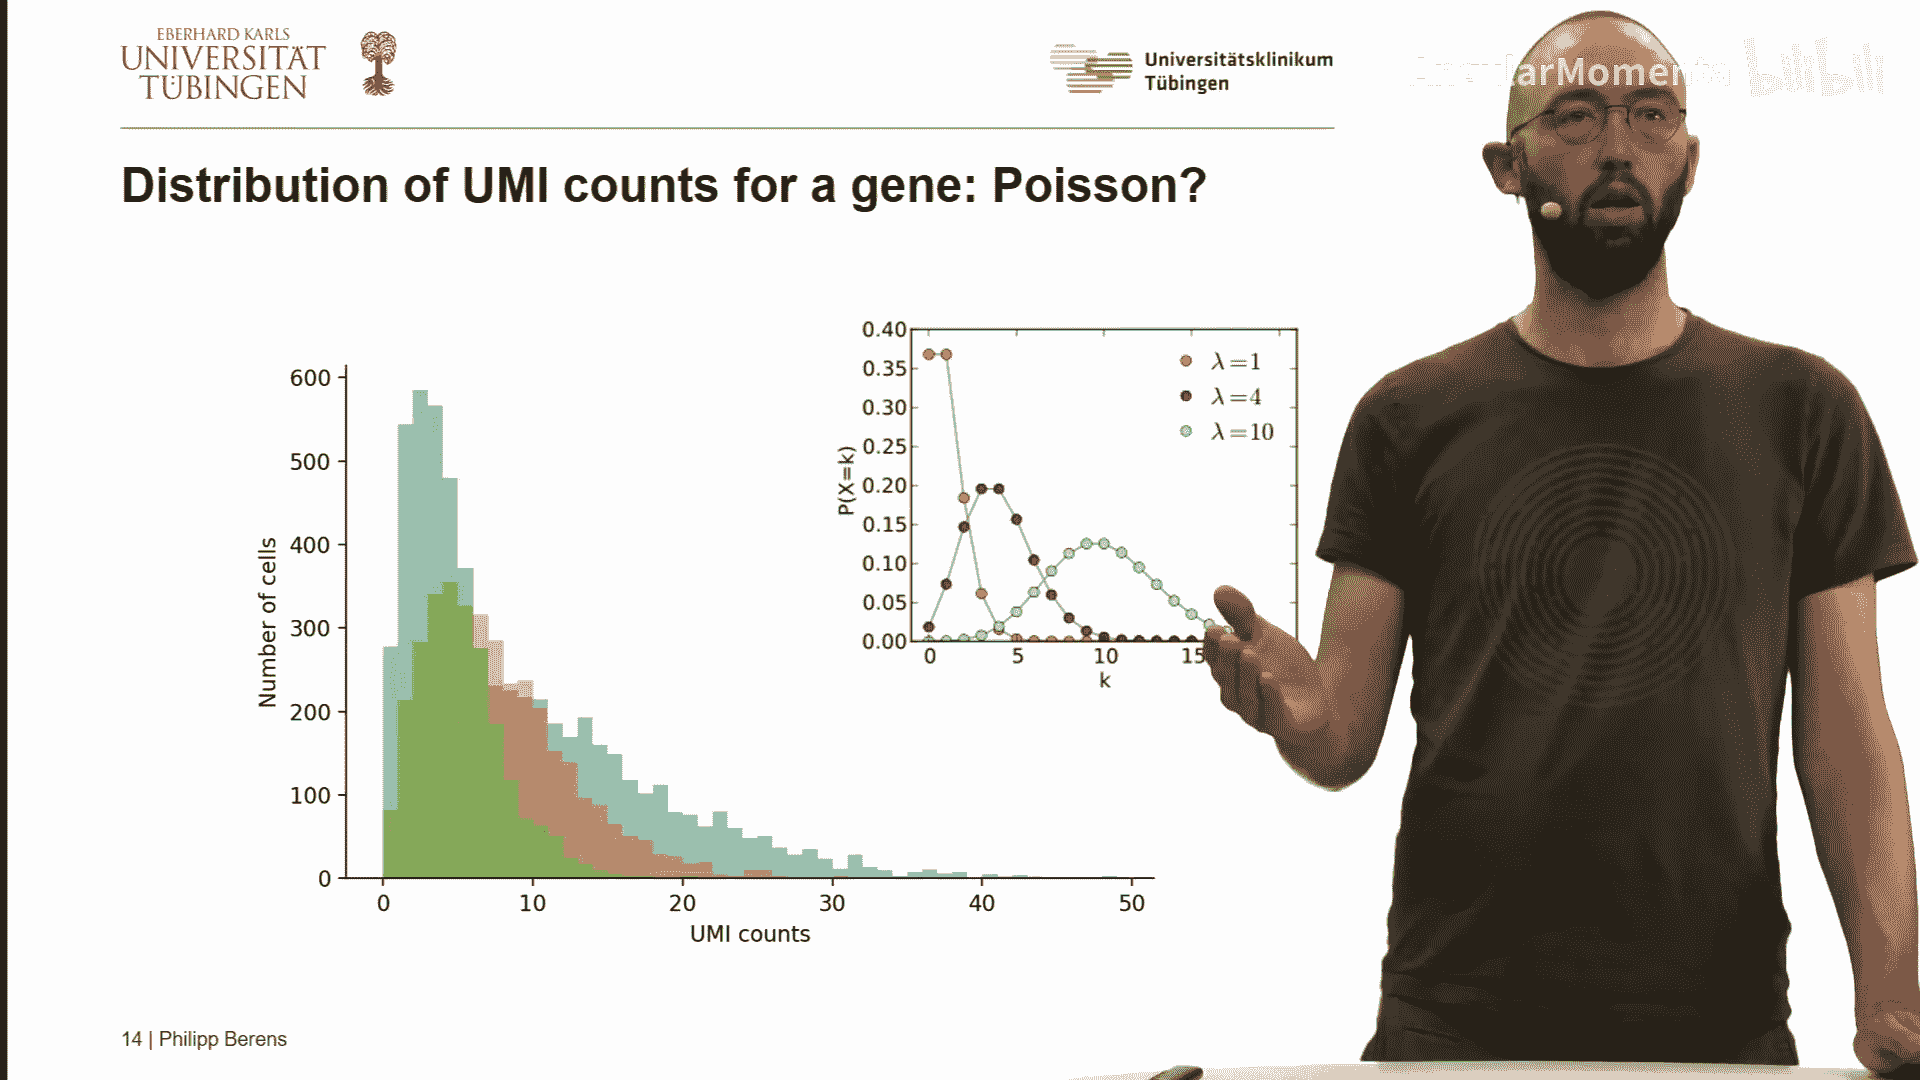 EBERHARD KARLS
UNIVERSITÄT
TÜBINGEN
Universitätsklinikum
Tübingen
bilibili
Distribution of UMI counts for a gene: Poisson?
600
500
400
300
200
100
0
Number of cells
0 10 20 30 40 50
UMI counts
0.40
0.35
0.30
0.25
0.20
0.15
0.10
0.05
0.00
P(X=k)
λ=1
λ=4
λ=10
0 5 10 15
k
14 | Philipp Berens